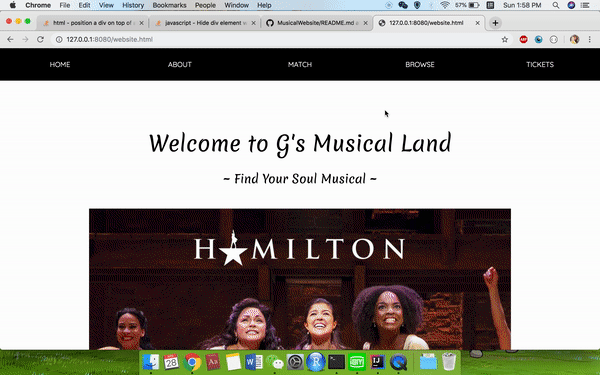 Chrome File Edit View History Bookmarks People Window Help 57% Sun 1:58 PM
html - position a div on top of javascript - Hide div element w MusicalWebsite/README.md a 127.0.0.1:8080/website.html
127.0.0.1:8080/website.html
HOME ABOUT MATCH BROWSE TICKETS
Welcome to G's Musical Land
~ Find Your Soul Musical ~
HAMILTON
28